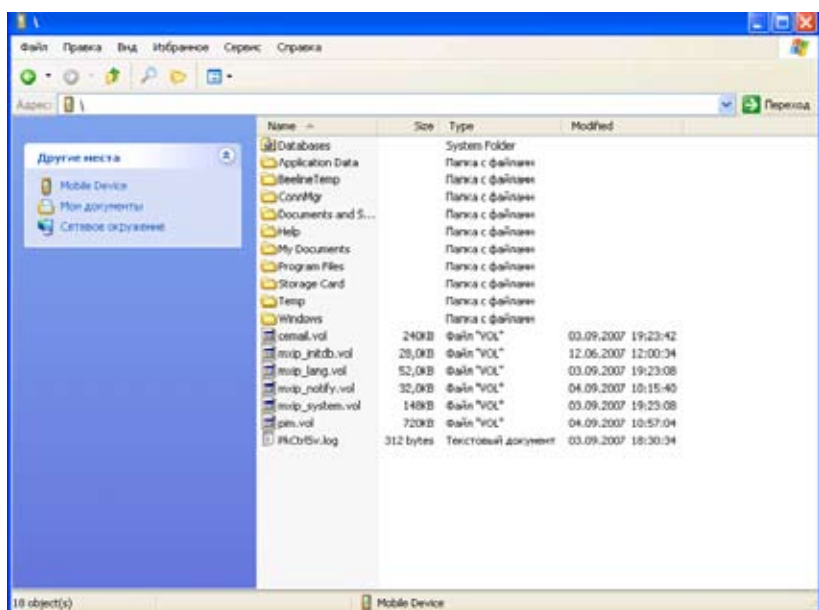 \
Файл Правка Вид Избранное Сервис Справка
Адрес: \ Переход
Name Size Type Modified
Другие места
Mobile Device
Мои документы
Сетевое окружение
Databases System Folder
Application Data Папка с файлами
BeelineTemp Папка с файлами
ConnMgr Папка с файлами
Documents and S... Папка с файлами
Help Папка с файлами
My Documents Папка с файлами
Program Files Папка с файлами
Storage Card Папка с файлами
Temp Папка с файлами
Windows Папка с файлами
cemail.vol 240KB Файл "VOL" 03.09.2007 19:23:42
mxip_initdb.vol 28,0KB Файл "VOL" 12.06.2007 12:00:34
mxip_lang.vol 52,0KB Файл "VOL" 03.09.2007 19:23:08
mxip_notify.vol 32,0KB Файл "VOL" 04.09.2007 10:15:40
mxip_system.vol 148KB Файл "VOL" 03.09.2007 19:23:08
pim.vol 720KB Файл "VOL" 04.09.2007 10:57:04
PkCtrlSv.log 312 bytes Текстовый документ 03.09.2007 18:30:34
18 object(s) Mobile Device